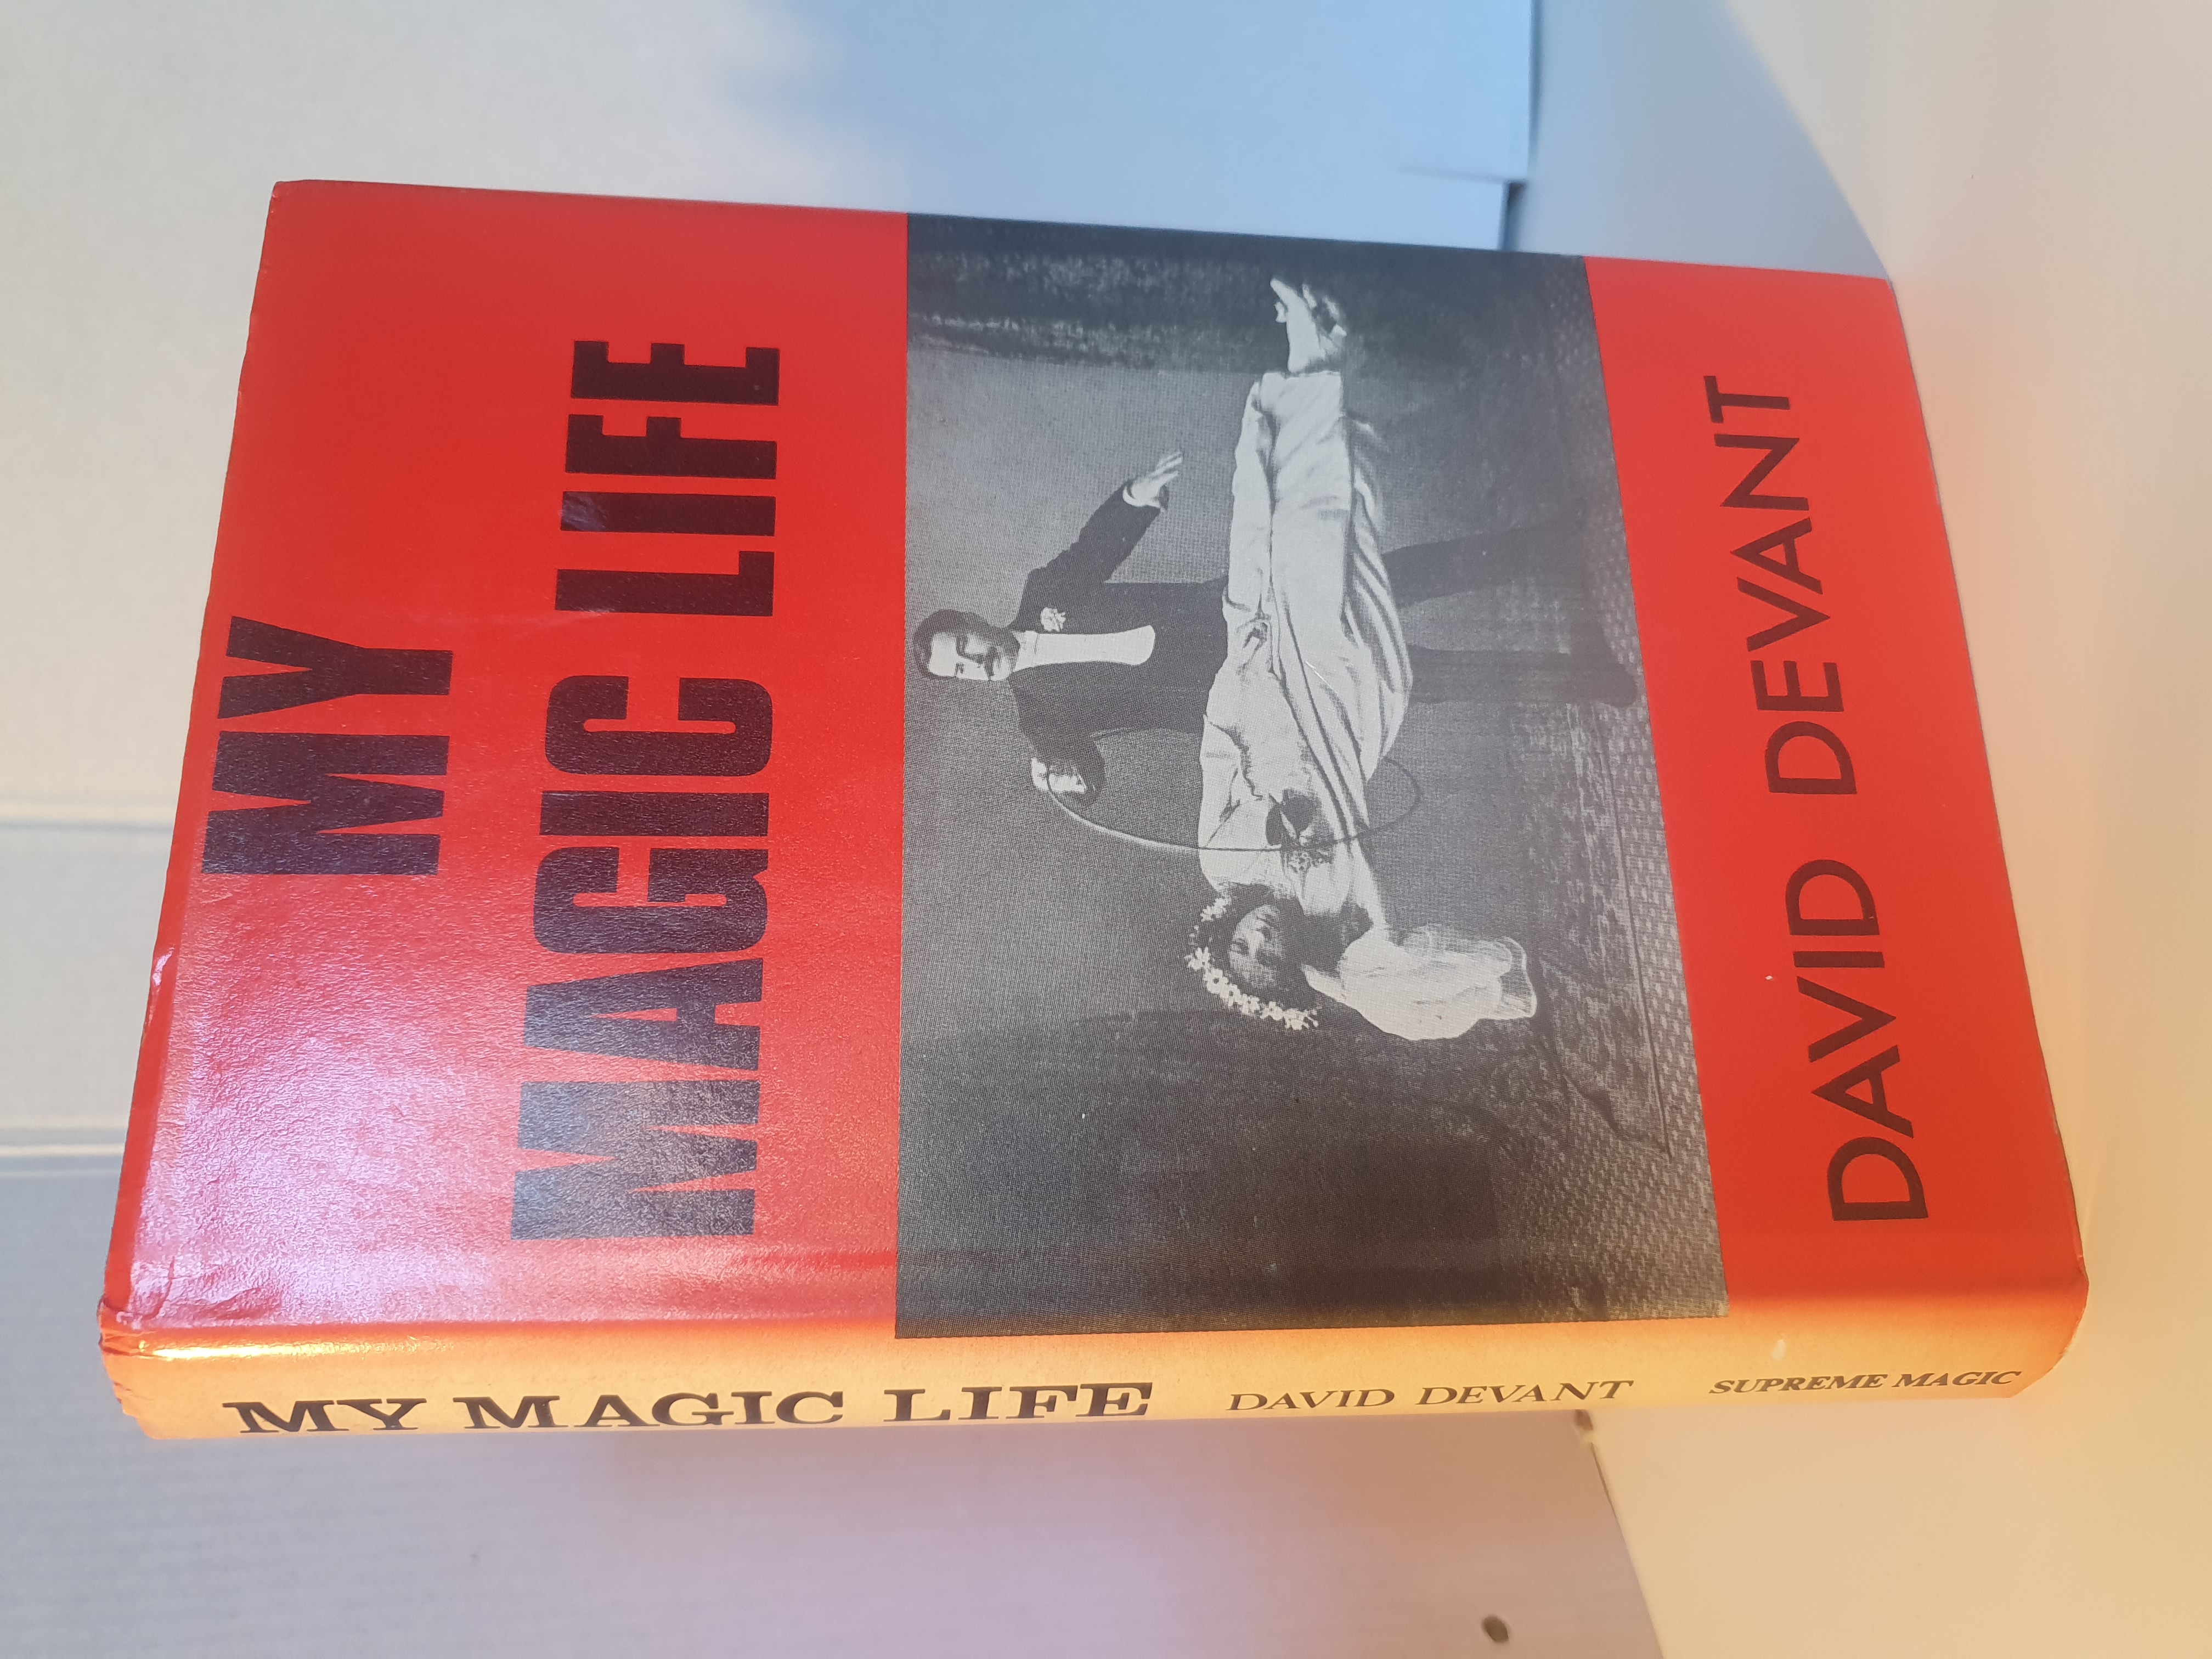 MY
MAGIC LIFE
DAVID DEVANT
MY MAGIC LIFE DAVID DEVANT SUPREME MAGIC